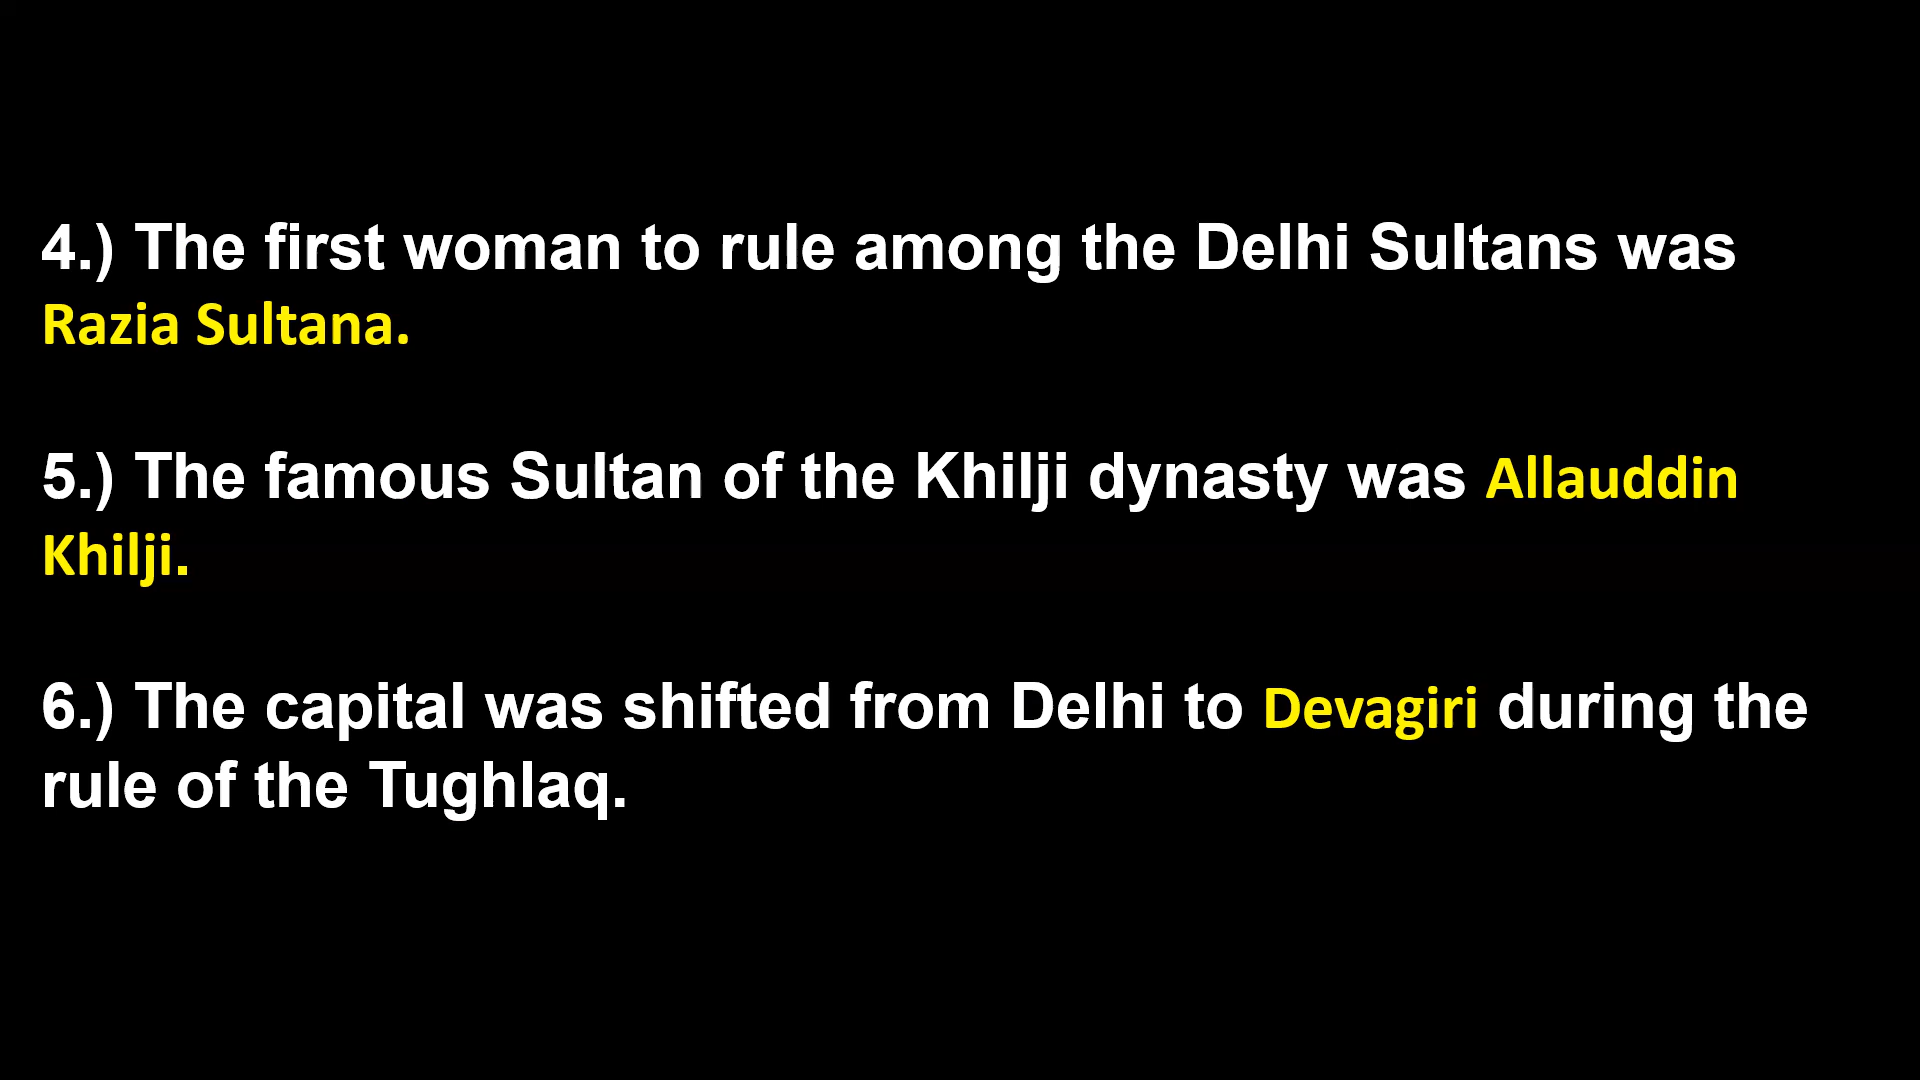 4.) The first woman to rule among the Delhi Sultans was
Razia Sultana.
5.) The famous Sultan of the Khilji dynasty was Allauddin
Khilji.
6.) The capital was shifted from Delhi to Devagiri during the
rule of the Tughlaq.